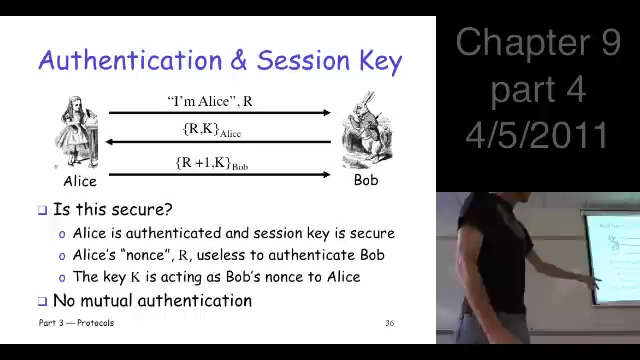 Authentication & Session Key
Chapter 9
part 4
4/5/2011
"I'm Alice", R
{R,K}Alice
{R +1,K}Bob
Alice
Bob
Is this secure?
Alice is authenticated and session key is secure
Alice's "nonce", R, useless to authenticate Bob
The key K is acting as Bob's nonce to Alice
No mutual authentication
Part 3 — Protocols
36